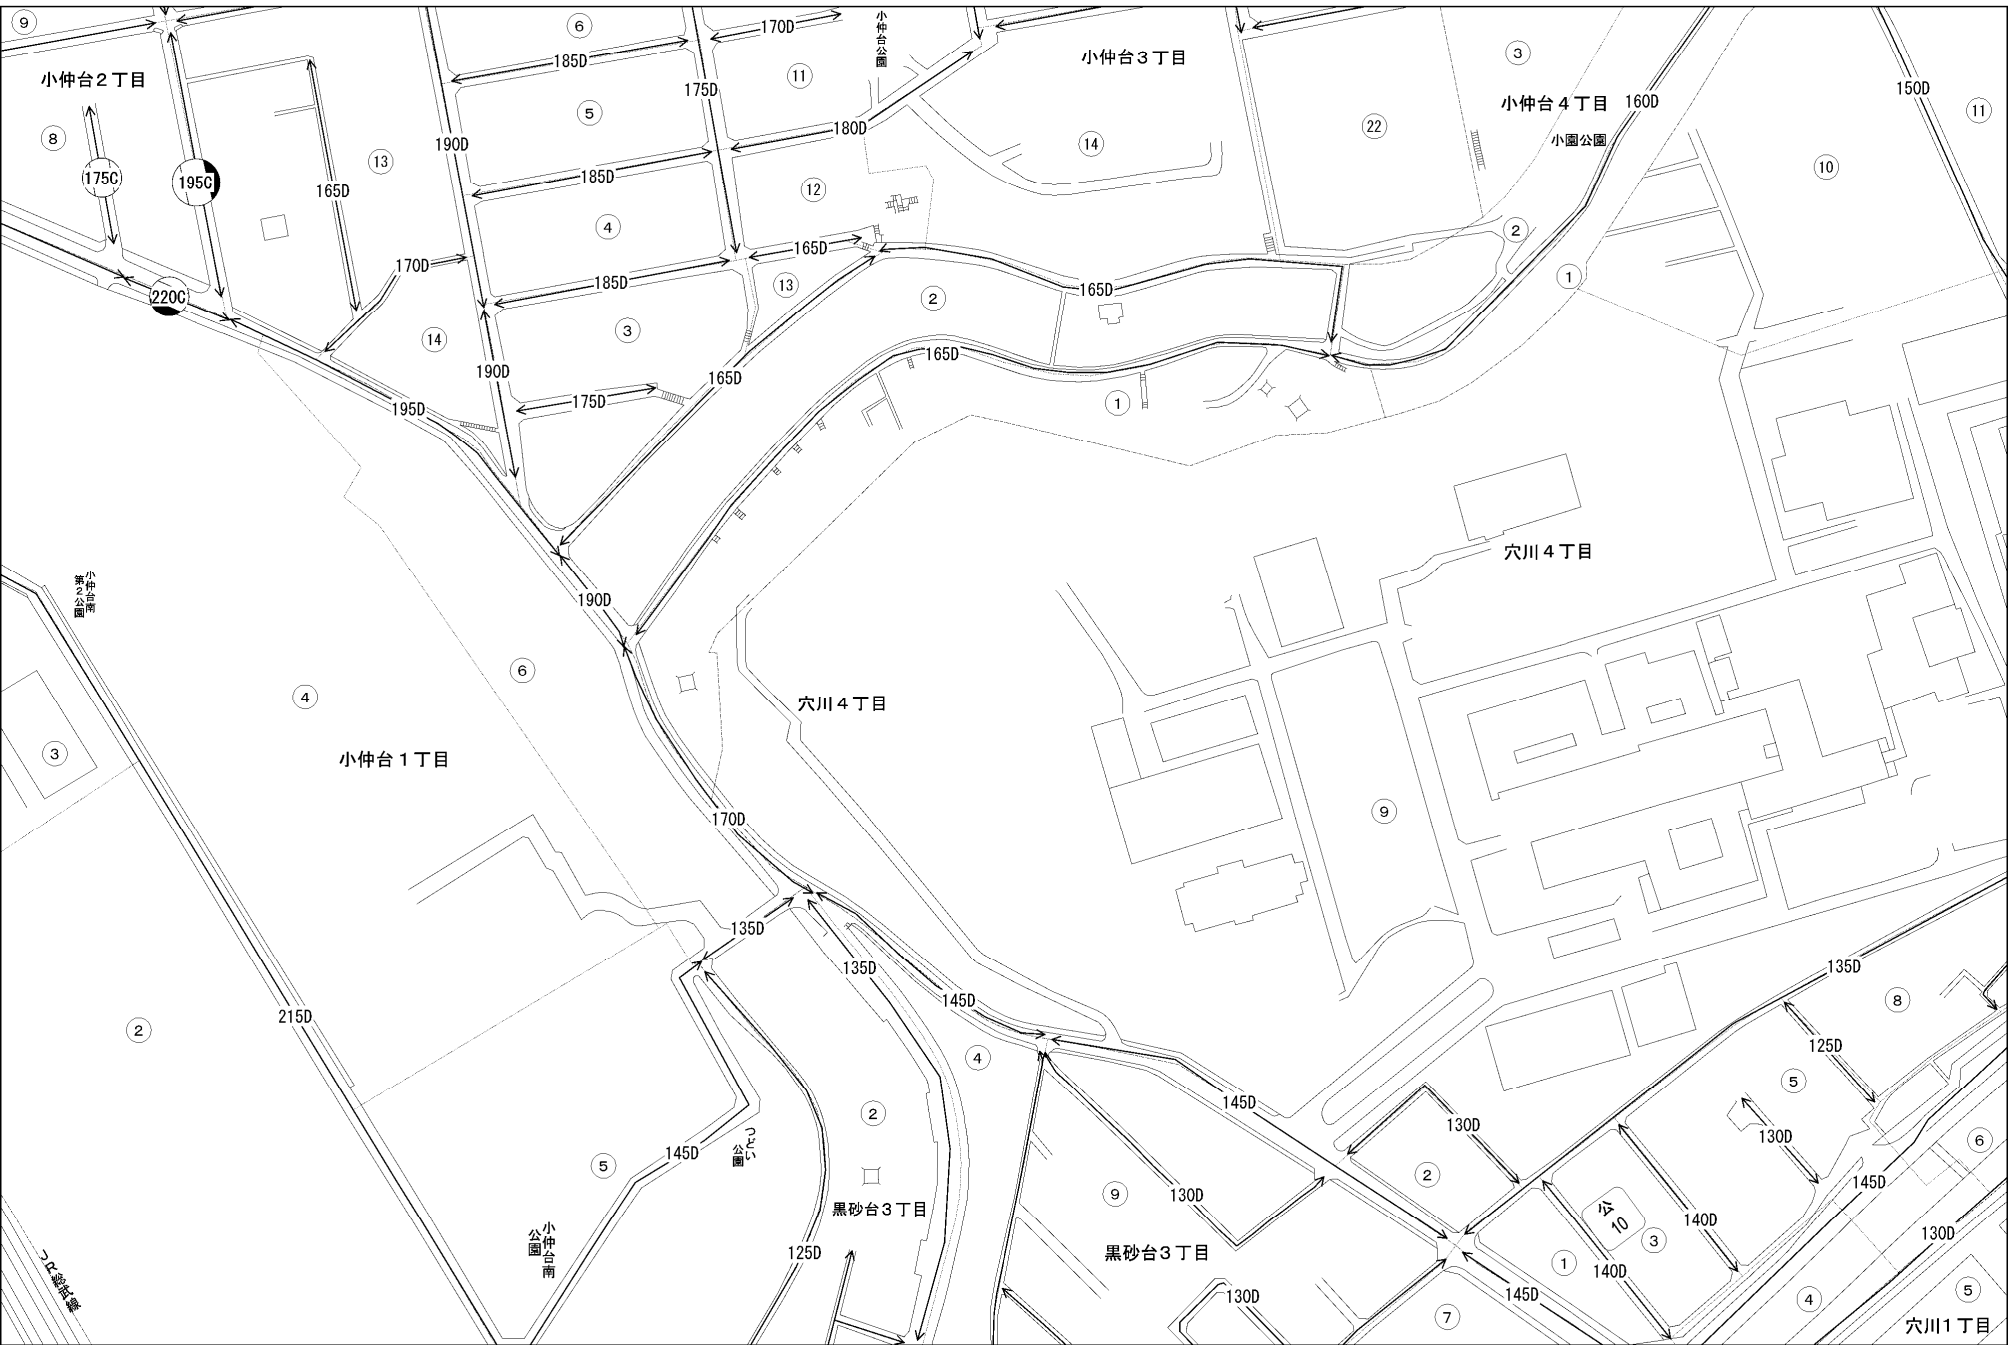 ⑨
⑥
170D
小仲台公園
小仲台3丁目
③
小仲台2丁目
185D
175D
⑪
150D
⑤
小仲台4丁目
160D
⑪
⑧
190D
180D
⑭
㉒
小園公園
⑬
175C
195C
165D
185D
⑫
⑩
④
②
170D
185D
165D
①
220C
⑬
②
165D
⑭
③
190D
165D
165D
175D
①
195D
穴川4丁目
小仲台南
第2公園
190D
⑥
④
穴川4丁目
③
小仲台1丁目
170D
⑨
135D
135D
135D
145D
⑧
②
215D
④
125D
⑤
145D
130D
②
130D
⑥
つどい
公園
145D
⑤
②
145D
⑨
130D
公
10
140D
③
130D
黒砂台3丁目
小仲台南
公園
黒砂台3丁目
125D
①
140D
JR総武線
130D
145D
④
⑤
⑦
穴川1丁目